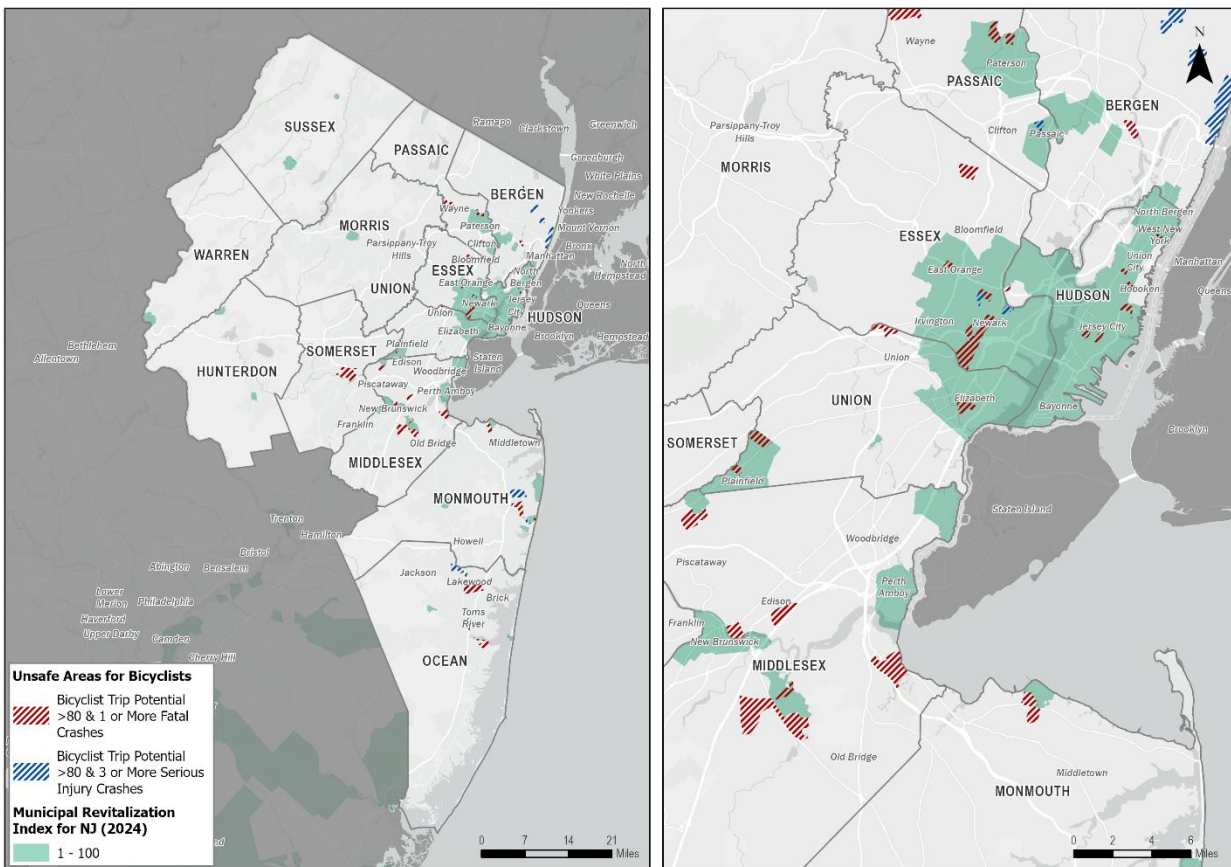 Ramapo
Clarkstown
Greenwich
SUSSEX
PASSAIC
Greenburgh
White Plains
BERGEN
New Rochelle
Wayne
Yonkers
Paterson
Mount Vernon
MORRIS
Bronx
WARREN
Parsippany-Troy
Hills
Clifton
Manhattan
Bloomfield
ESSEX
North
Hempstead
East Orange
North
Bergen
UNION
Newark
Jersey
City
Queens
Union
HUDSON
Elizabeth
Bayonne
Brooklyn
Hempstead
Bethlehem
Allentown
SOMERSET
Plainfield
Edison
Staten
Island
HUNTERDON
Woodbridge
Piscataway
Perth Amboy
New Brunswick
Franklin
Old Bridge
Middletown
MIDDLESEX
MONMOUTH
Trenton
Hamilton
Howell
Bristol
Abington
Bensalem
Jackson
Lakewood
Lower
Merion
Philadelphia
Brick
Haverford
Toms
River
Upper Darby
Camden
Cherry Hill
OCEAN
Unsafe Areas for Bicyclists
Bicyclist Trip Potential
>80 & 1 or More Fatal
Crashes
Bicyclist Trip Potential
>80 & 3 or More Serious
Injury Crashes
Municipal Revitalization
Index for NJ (2024)
1 - 100
0 7 14 21
Miles
N
Wayne
Paterson
PASSAIC
BERGEN
Parsippany-Troy
Hills
Clifton
Passaic
MORRIS
North Bergen
ESSEX
Bloomfield
West New
York
Manhattan
East Orange
Union
City
HUDSON
Hoboken
Queens
Irvington
Newark
Jersey City
Union
UNION
Elizabeth
Bayonne
SOMERSET
Brooklyn
Plainfield
Staten Island
Woodbridge
Piscataway
Perth
Amboy
Edison
Franklin
New Brunswick
MIDDLESEX
Old Bridge
Middletown
MONMOUTH
0 2 4 6
Miles